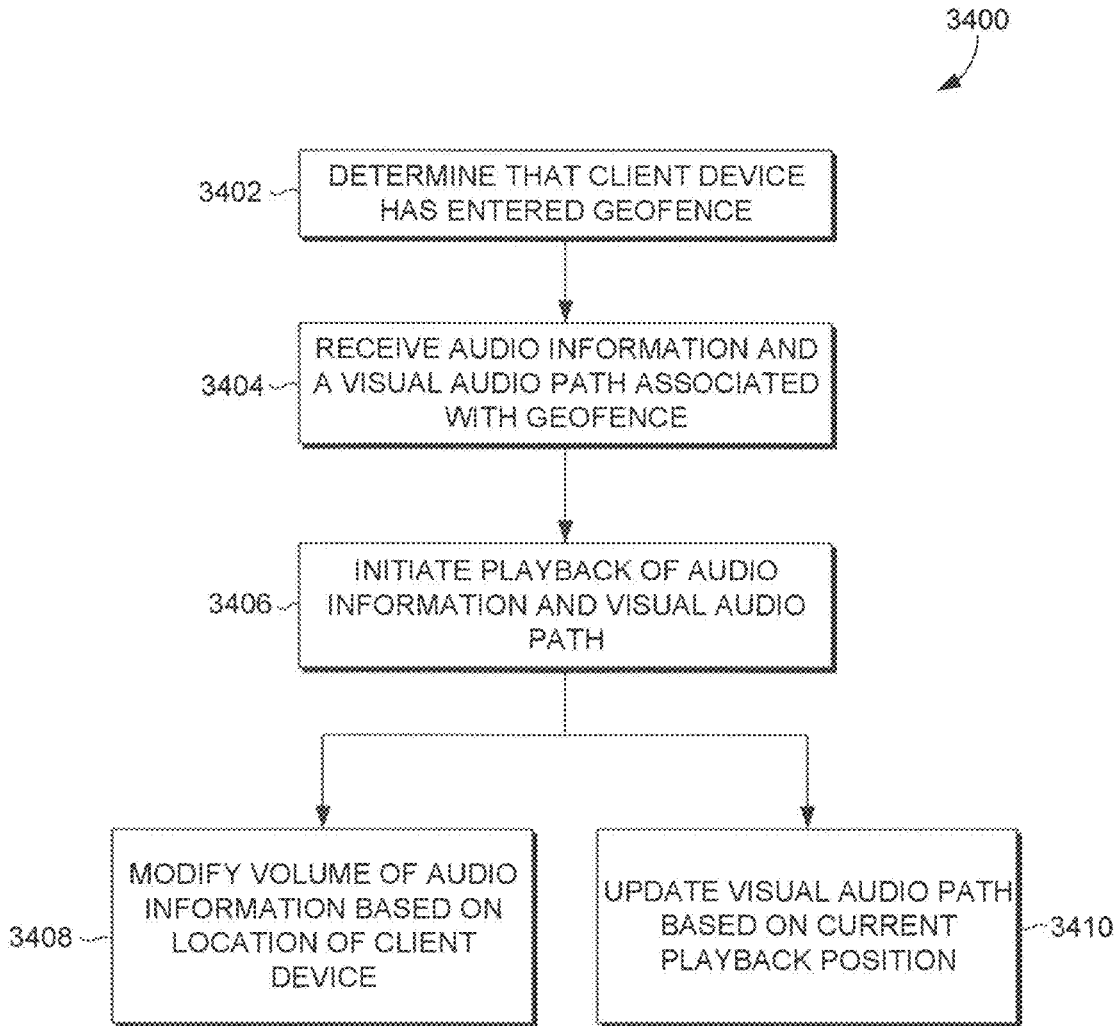 3400
3402
DETERMINE THAT CLIENT DEVICE
HAS ENTERED GEOFENCE
3404
RECEIVE AUDIO INFORMATION AND
A VISUAL AUDIO PATH ASSOCIATED
WITH GEOFENCE
3406
INITIATE PLAYBACK OF AUDIO
INFORMATION AND VISUAL AUDIO
PATH
3408
MODIFY VOLUME OF AUDIO
INFORMATION BASED ON
LOCATION OF CLIENT
DEVICE
UPDATE VISUAL AUDIO PATH
BASED ON CURRENT
PLAYBACK POSITION
3410